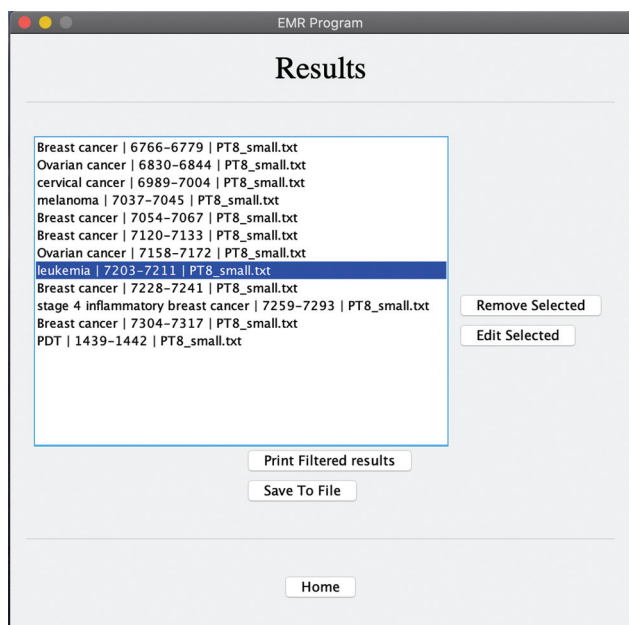 EMR Program
Results
Breast cancer | 6766-6779 | PT8_small.txt
Ovarian cancer | 6830-6844 | PT8_small.txt
cervical cancer | 6989-7004 | PT8_small.txt
melanoma | 7037-7045 | PT8_small.txt
Breast cancer | 7054-7067 | PT8_small.txt
Breast cancer | 7120-7133 | PT8_small.txt
Ovarian cancer | 7158-7172 | PT8_small.txt
leukemia | 7203-7211 | PT8_small.txt
Breast cancer | 7228-7241 | PT8_small.txt
stage 4 inflammatory breast cancer | 7259-7293 | PT8_small.txt
Breast cancer | 7304-7317 | PT8_small.txt
PDT | 1439-1442 | PT8_small.txt
Remove Selected
Edit Selected
Print Filtered results
Save To File
Home